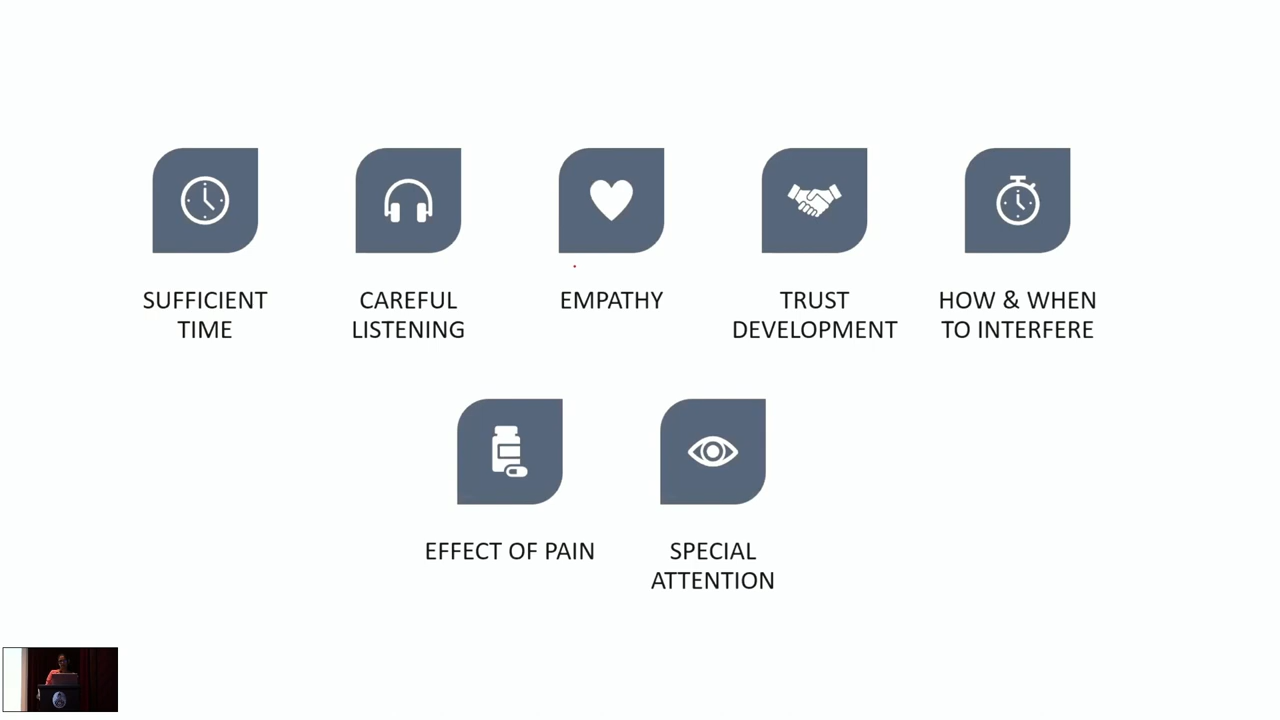 SUFFICIENT
TIME
CAREFUL
LISTENING
EMPATHY
TRUST
DEVELOPMENT
HOW & WHEN
TO INTERFERE
EFFECT OF PAIN
SPECIAL
ATTENTION